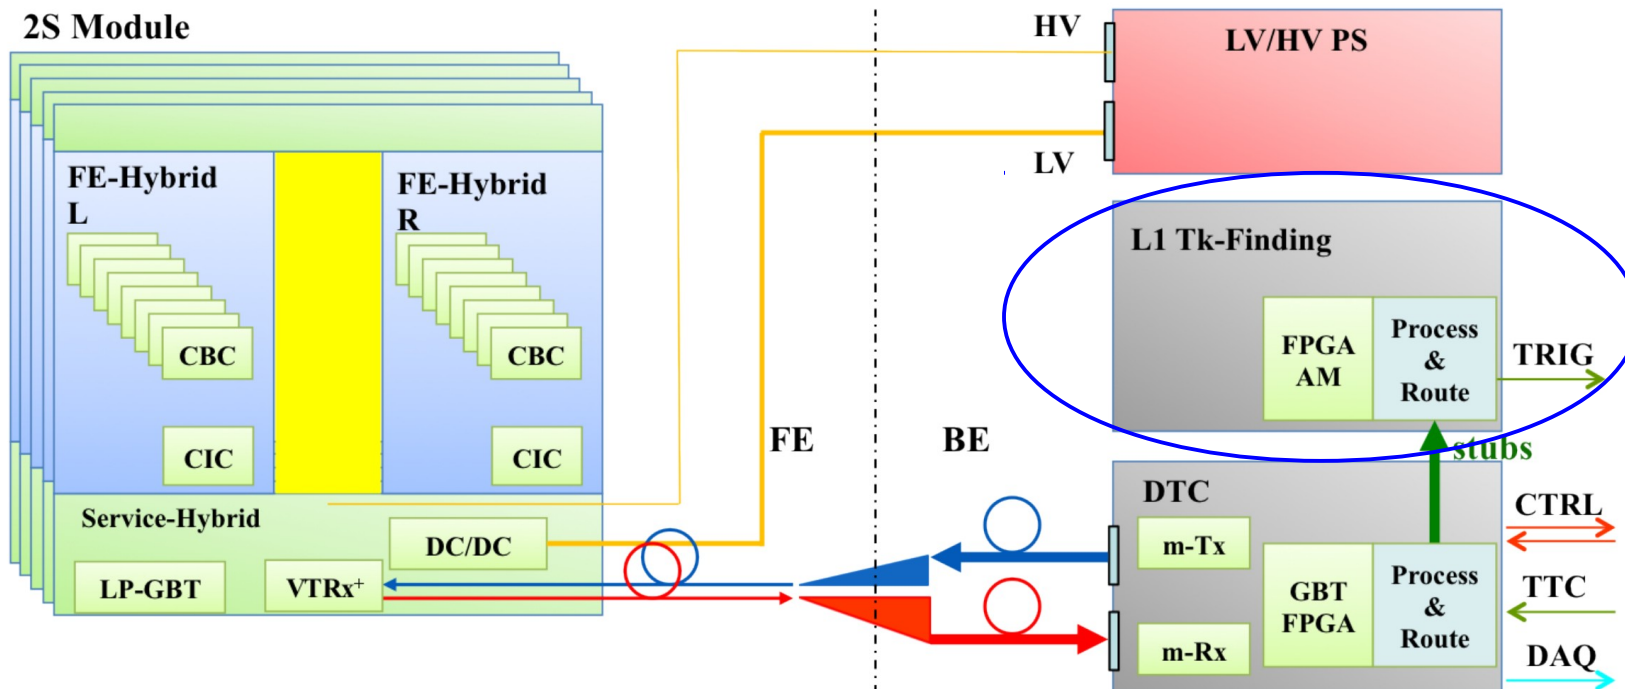 2S Module
FE-Hybrid
L
FE-Hybrid
R
CBC
CBC
CIC
CIC
Service-Hybrid
DC/DC
LP-GBT
VTRx+
FE
BE
HV
LV
LV/HV PS
L1 Tk-Finding
FPGA
AM
Process
&
Route
TRIG
stubs
DTC
m-Tx
m-Rx
GBT
FPGA
Process
&
Route
CTRL
TTC
DAQ